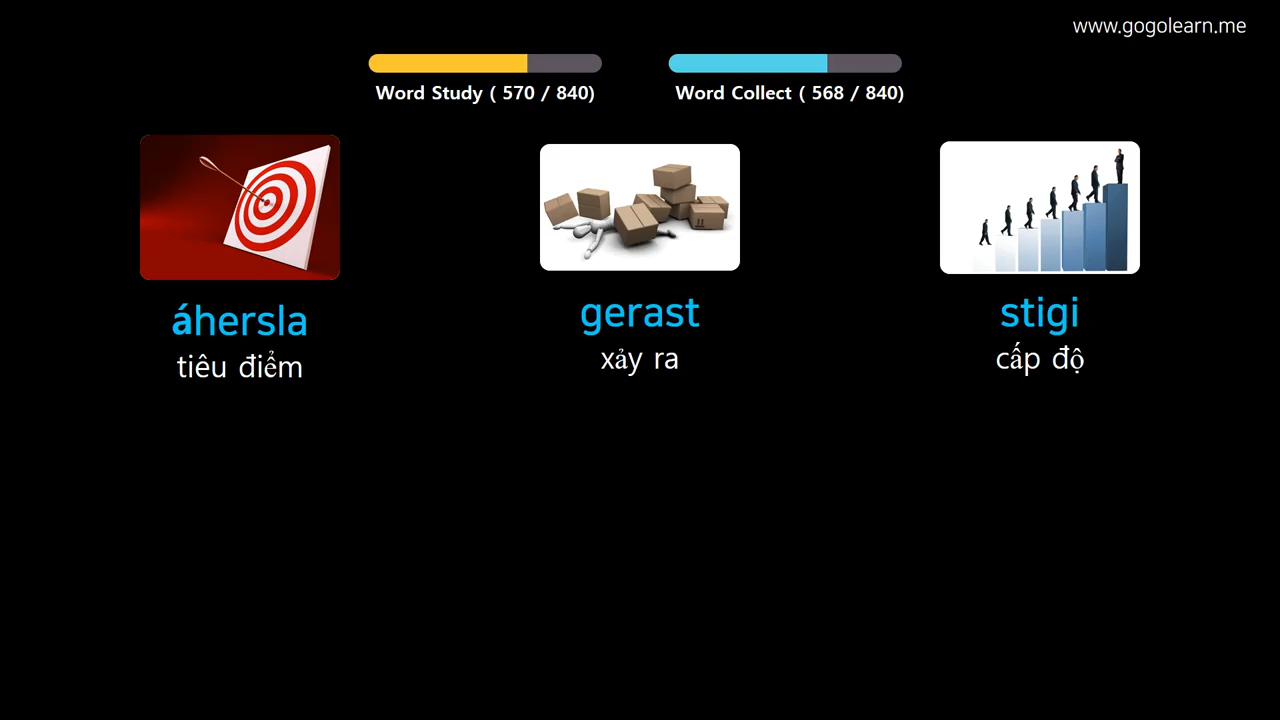 www.gogolearn.me
Word Study ( 570 / 840)
Word Collect ( 568 / 840)
áhersla
tiêu điểm
gerast
xảy ra
stigi
cấp độ